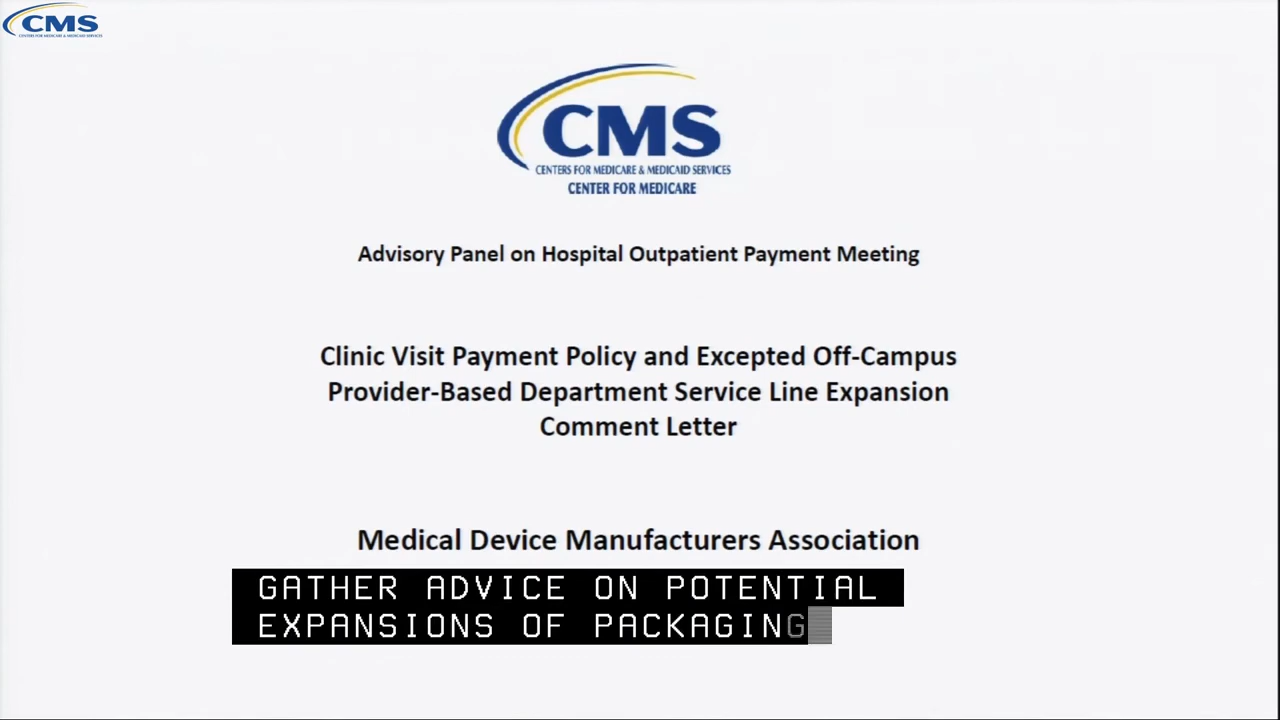 CMS
CENTERS FOR MEDICARE & MEDICAID SERVICES
CMS
CENTERS FOR MEDICARE & MEDICAID SERVICES
CENTER FOR MEDICARE
Advisory Panel on Hospital Outpatient Payment Meeting
Clinic Visit Payment Policy and Excepted Off-Campus
Provider-Based Department Service Line Expansion
Comment Letter
Medical Device Manufacturers Association
GATHER ADVICE ON POTENTIAL
EXPANSIONS OF PACKAGING